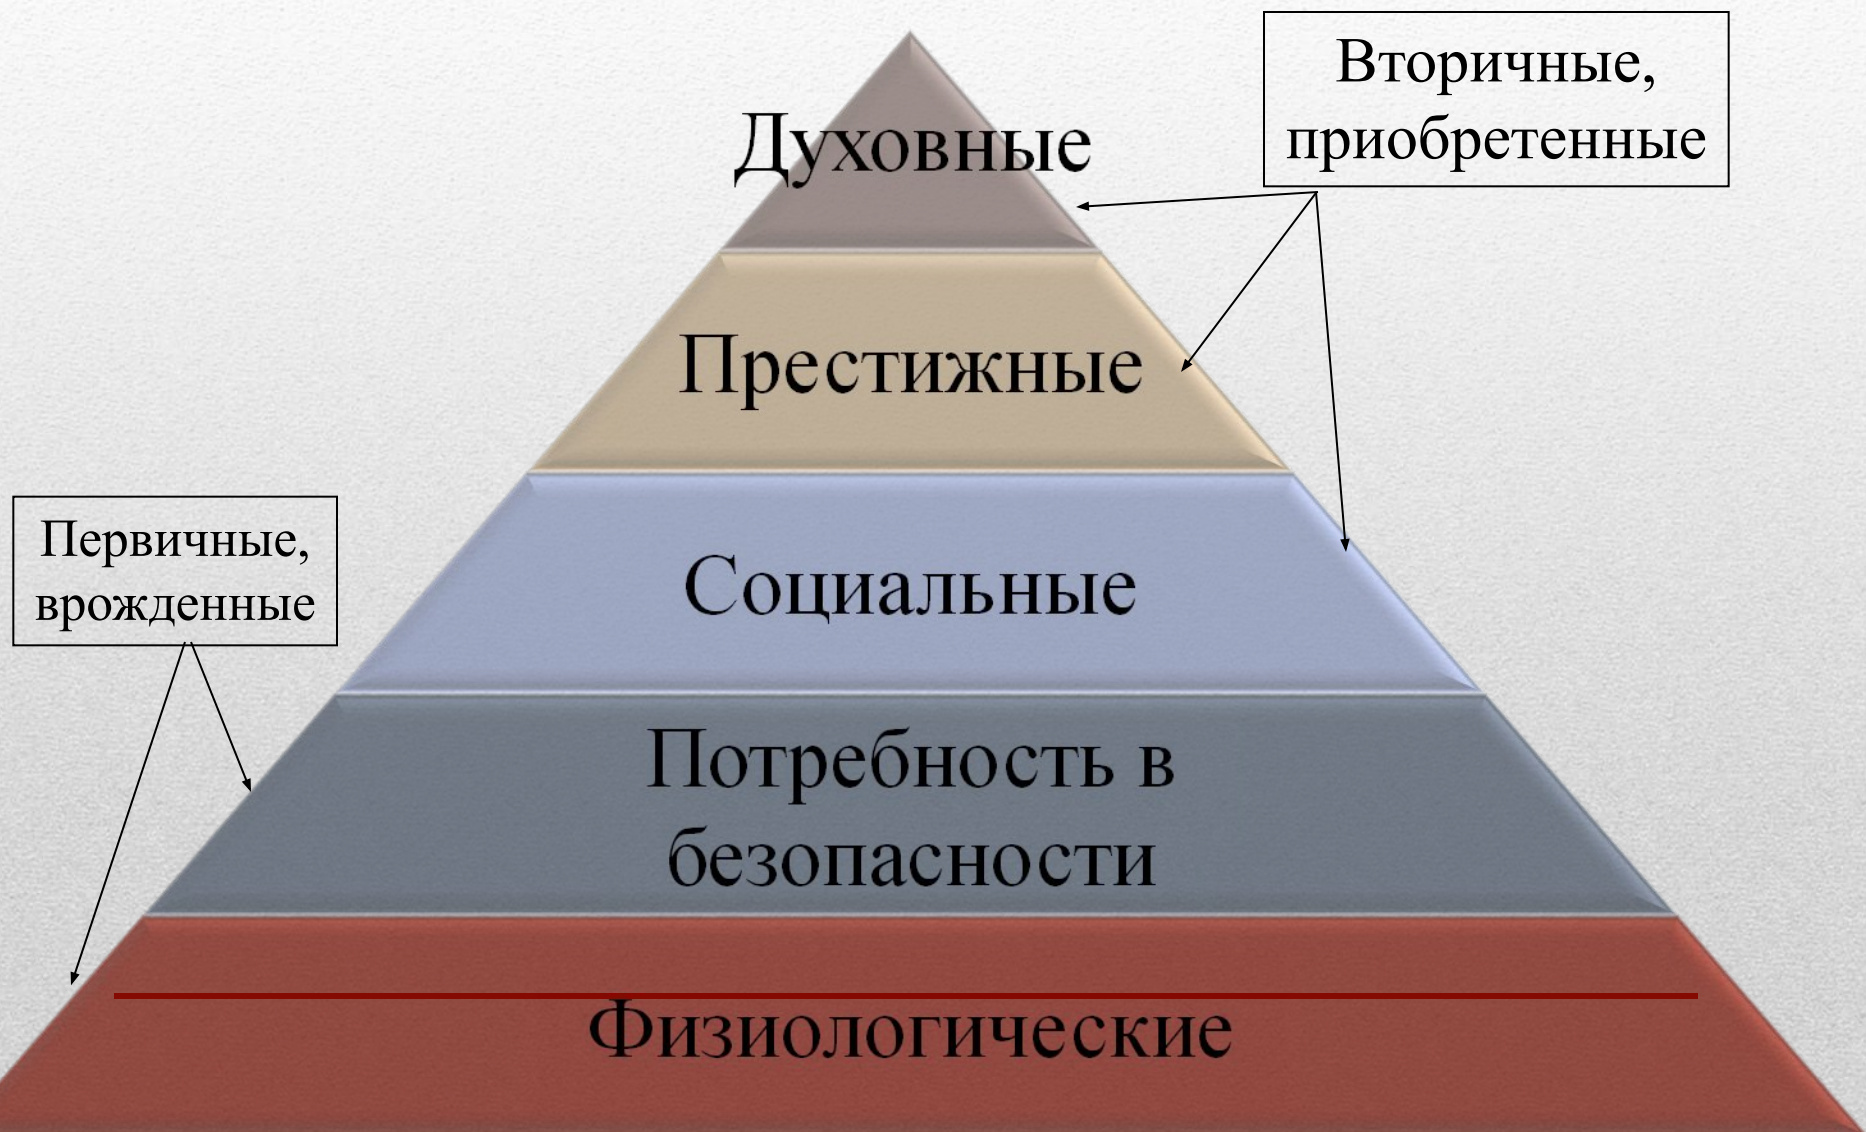 Духовные
Вторичные,
приобретенные
Престижные
Первичные,
врожденные
Социальные
Потребность в
безопасности
Физиологические